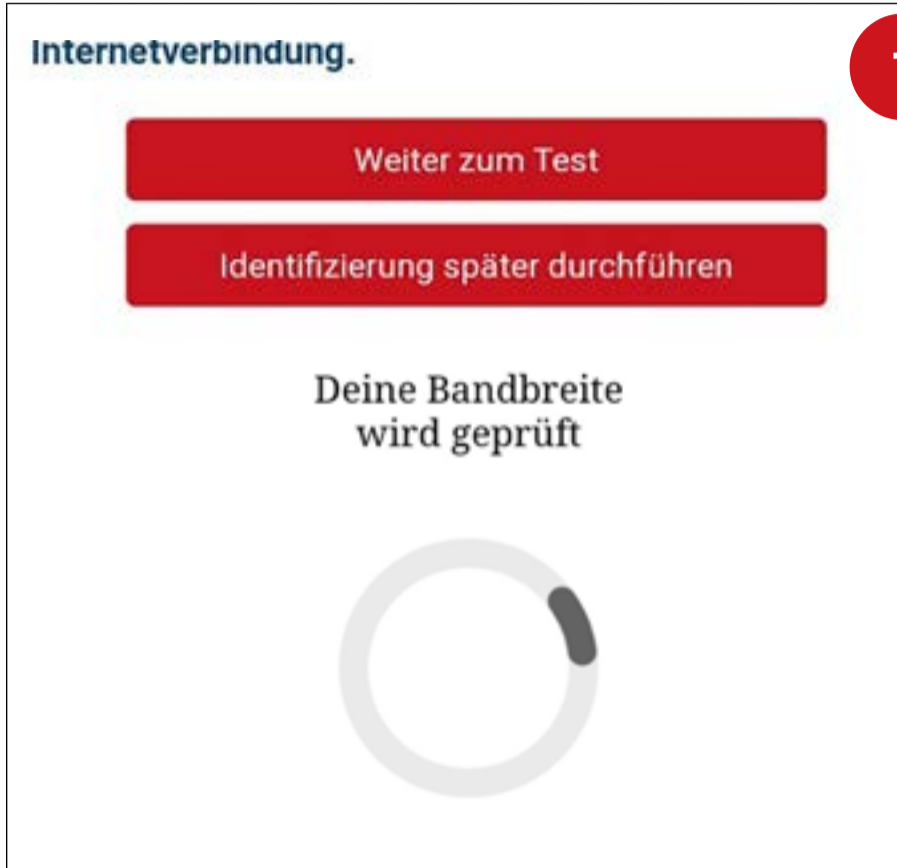 Internetverbindung.
Weiter zum Test
Identifizierung später durchführen
Deine Bandbreite
wird geprüft